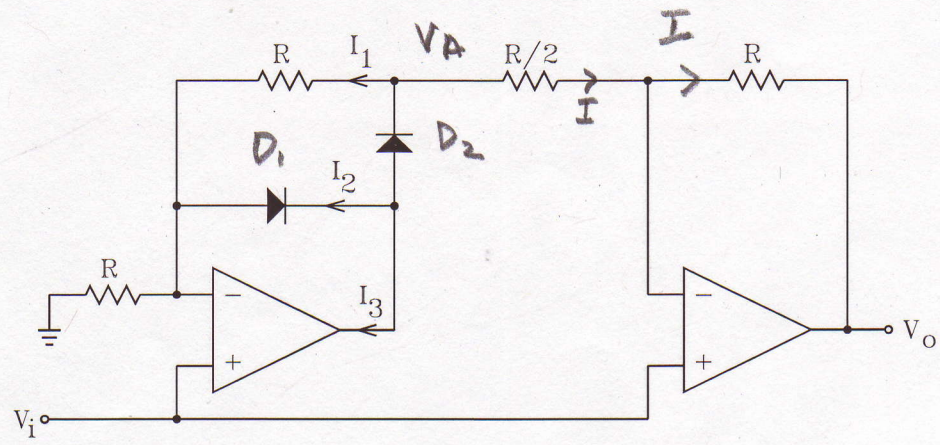 I
R I₁ VA R/2 R
I
D₁ D₂
I₂
R
− I₃ −
Vo
+ +
Vi